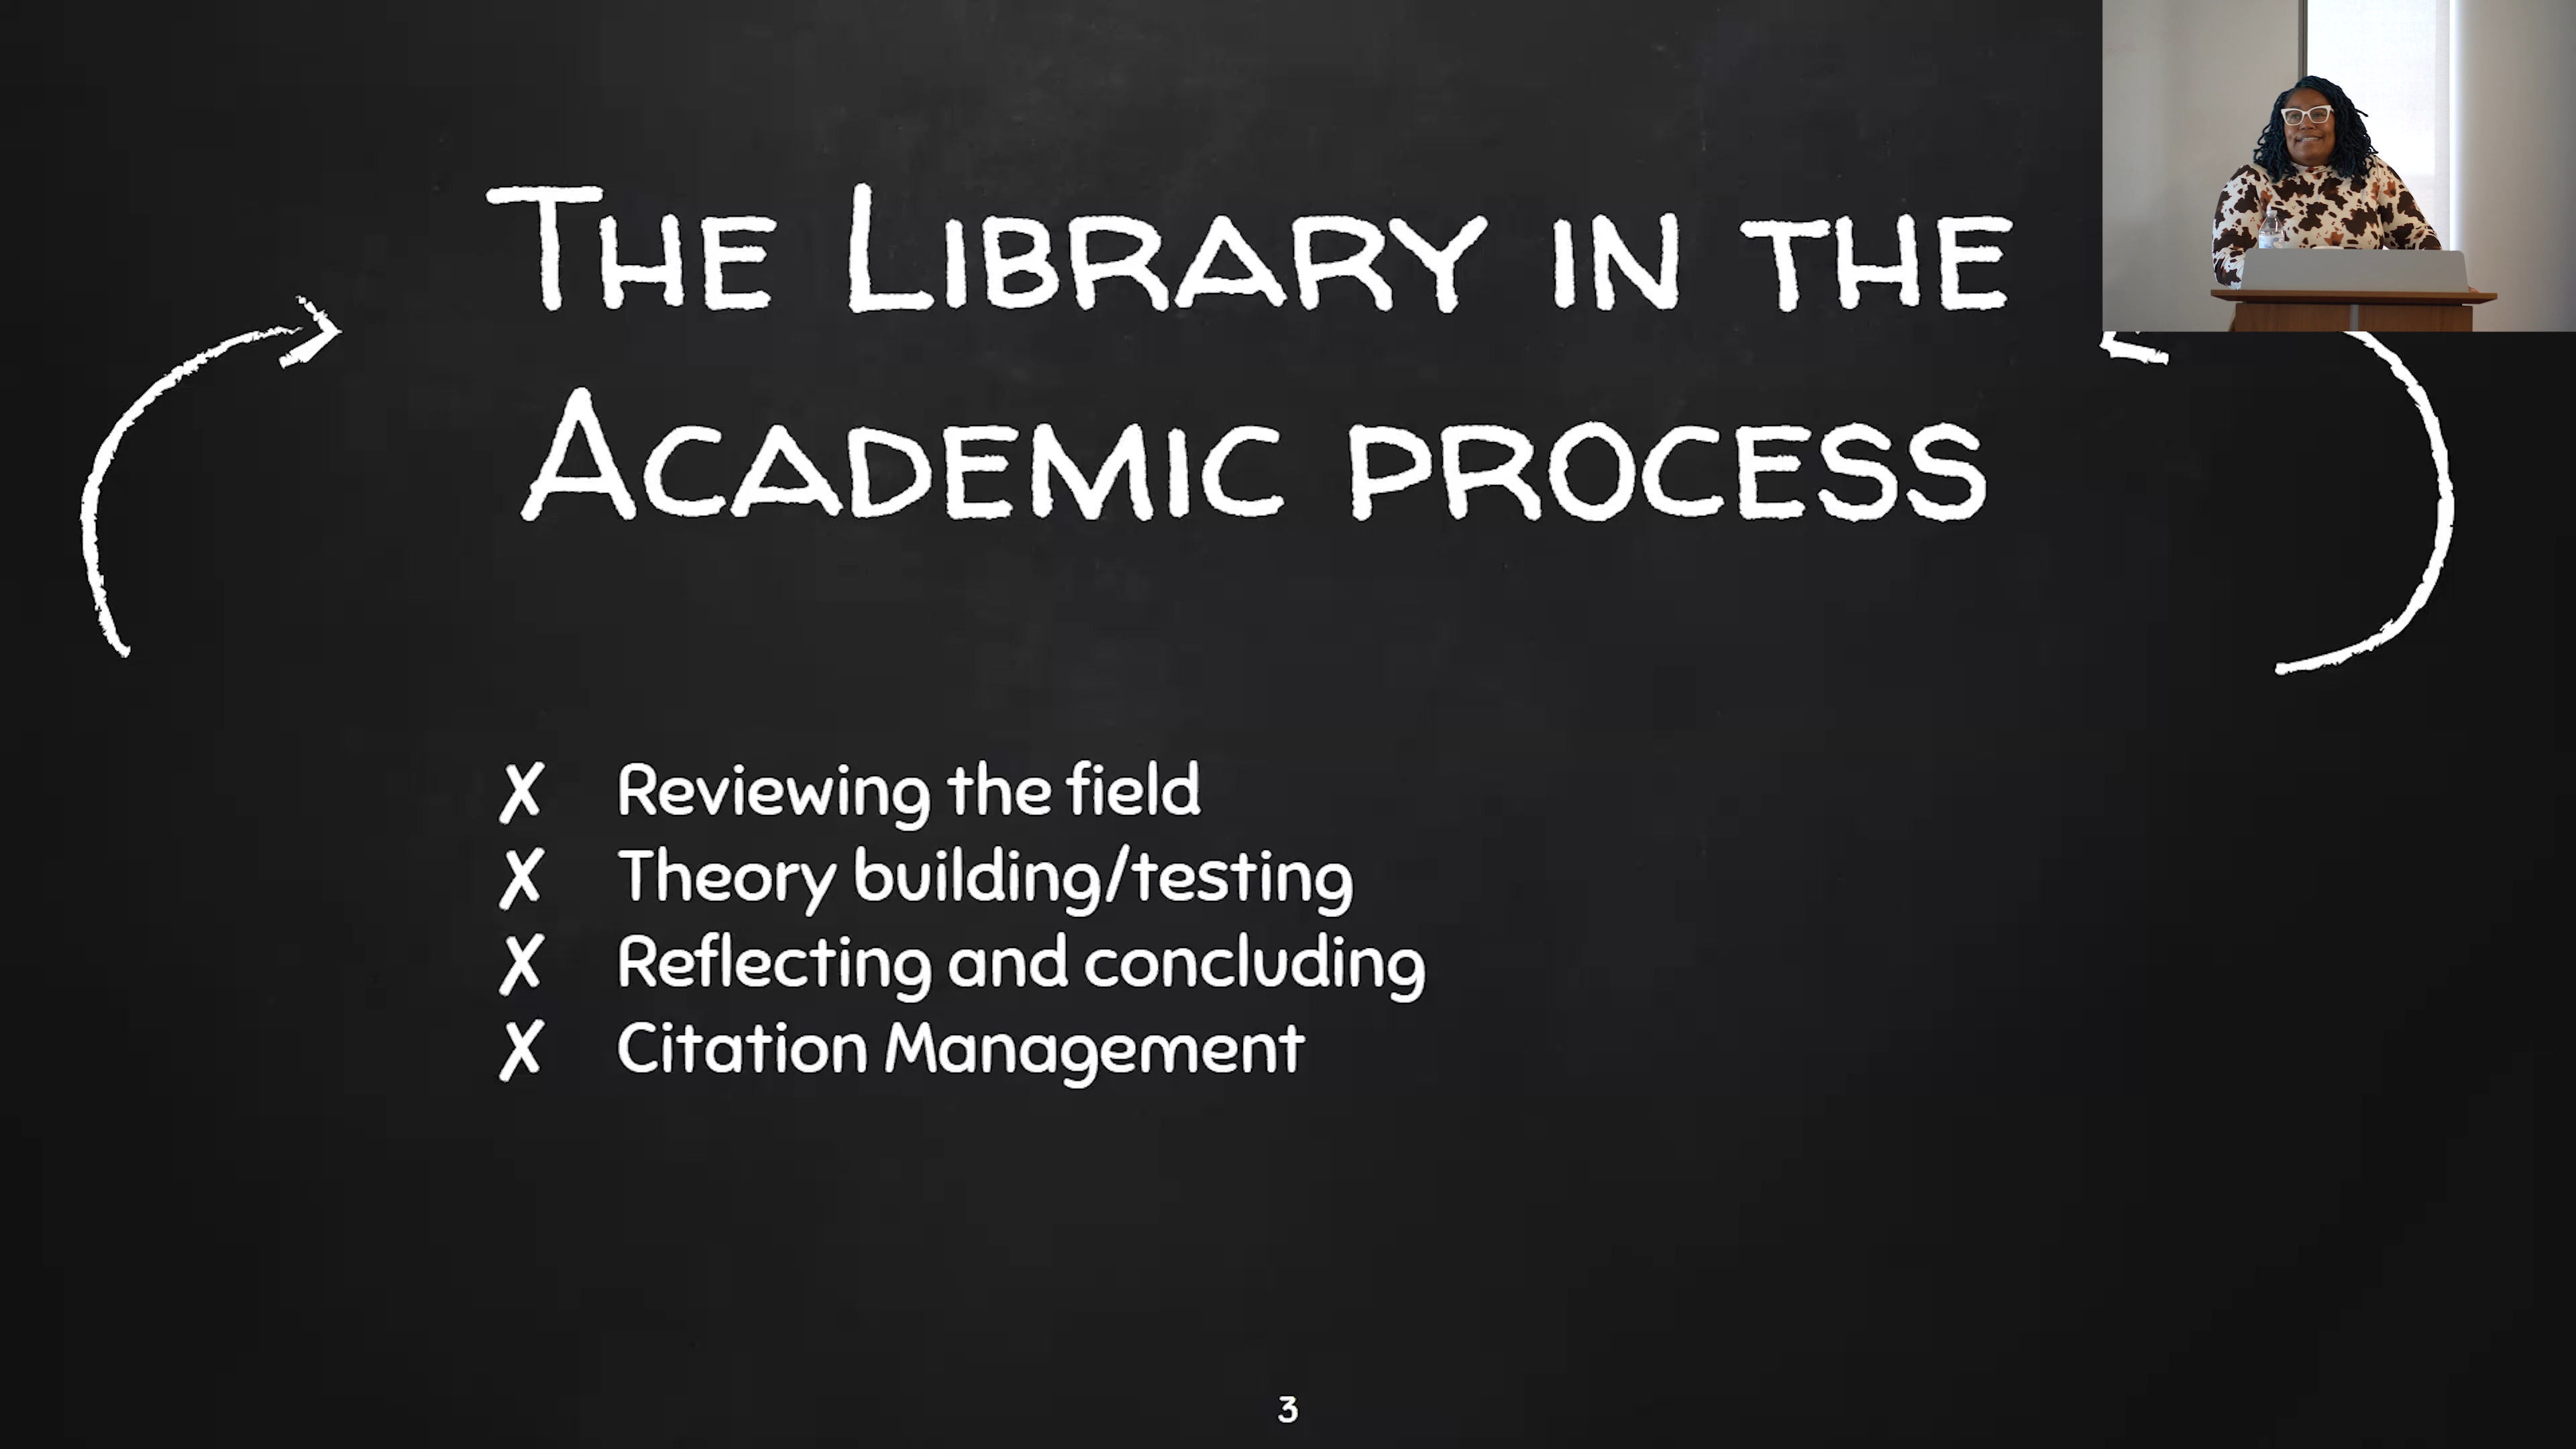 The Library in the
Academic process
✗ Reviewing the field
✗ Theory building/testing
✗ Reflecting and concluding
✗ Citation Management
3